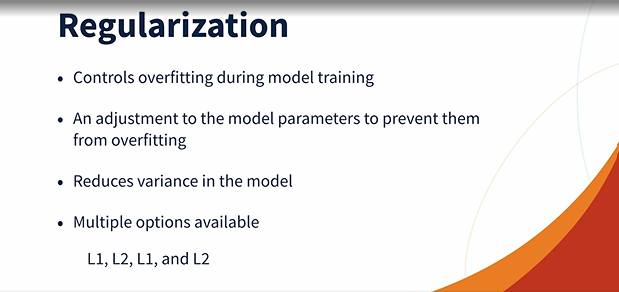 Regularization
• Controls overfitting during model training
• An adjustment to the model parameters to prevent them
from overfitting
• Reduces variance in the model
• Multiple options available
L1, L2, L1, and L2